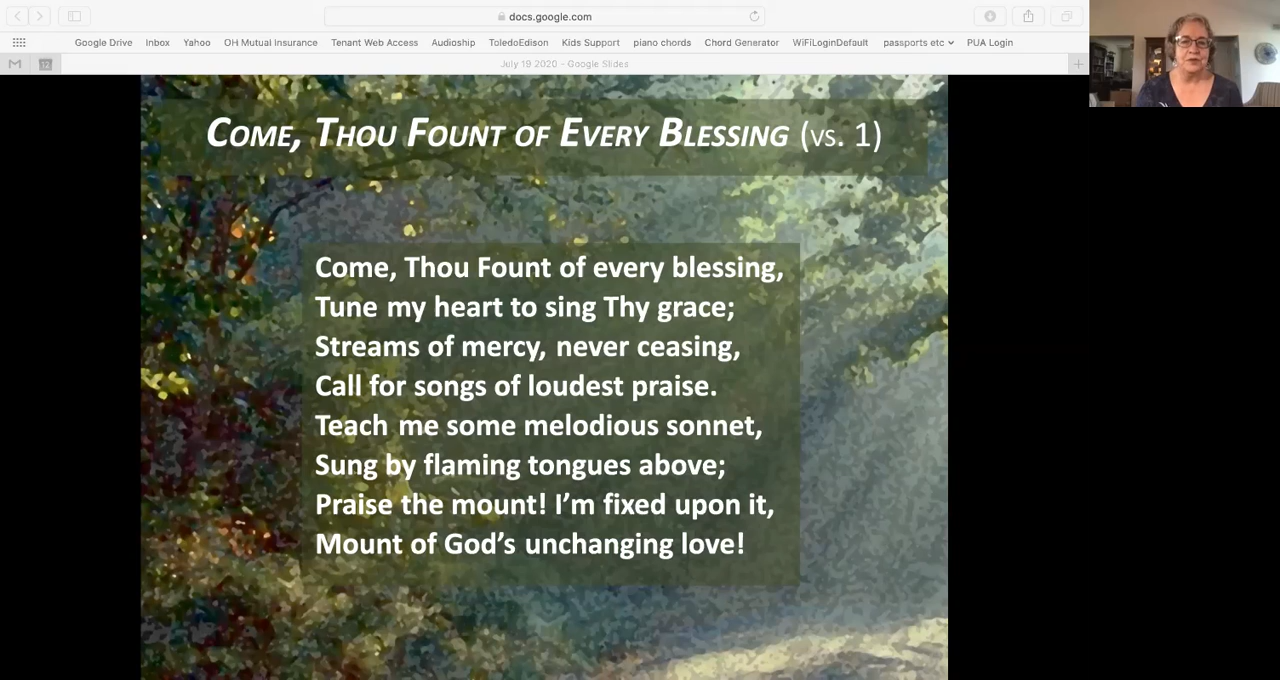 docs.google.com
Google Drive Inbox Yahoo OH Mutual Insurance Tenant Web Access Audioship ToledoEdison Kids Support piano chords Chord Generator WiFiLoginDefault passports etc PUA Login
July 19 2020 - Google Slides
COME, THOU FOUNT OF EVERY BLESSING (vs. 1)
Come, Thou Fount of every blessing,
Tune my heart to sing Thy grace;
Streams of mercy, never ceasing,
Call for songs of loudest praise.
Teach me some melodious sonnet,
Sung by flaming tongues above;
Praise the mount! I’m fixed upon it,
Mount of God’s unchanging love!